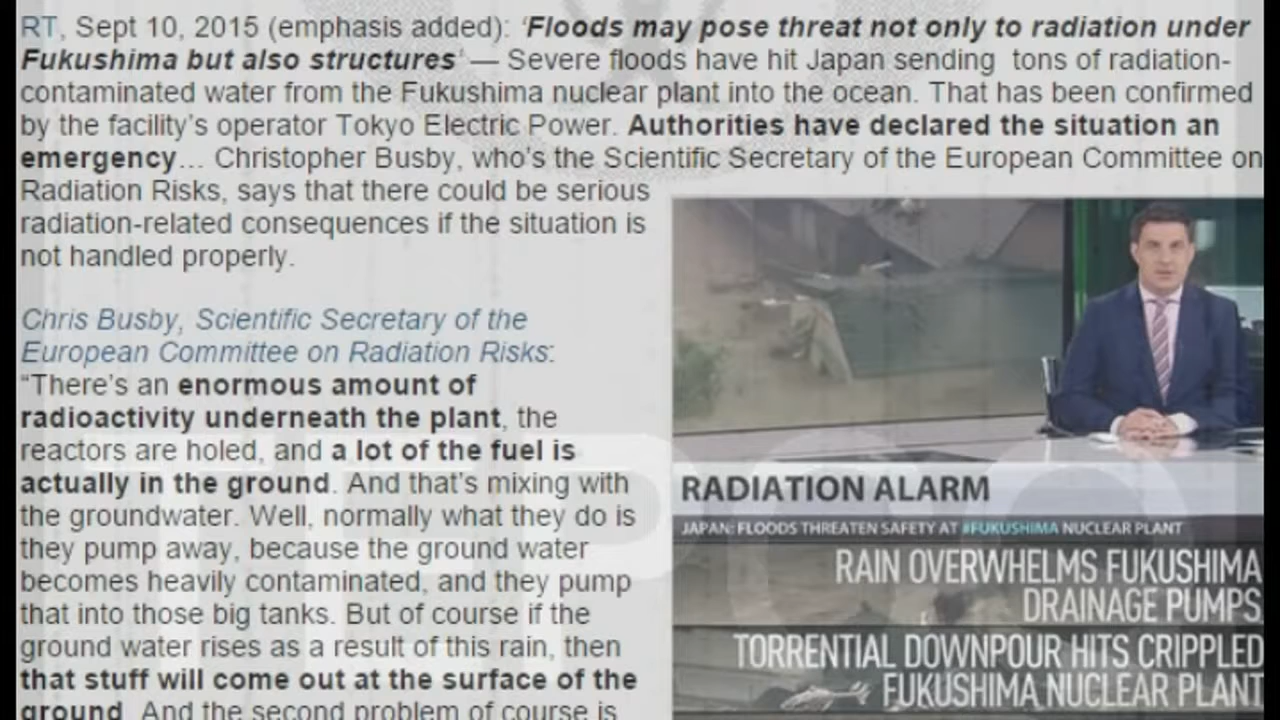 RT, Sept 10, 2015 (emphasis added): ‘Floods may pose threat not only to radiation under
Fukushima but also structures’ — Severe floods have hit Japan sending tons of radiation-
contaminated water from the Fukushima nuclear plant into the ocean. That has been confirmed
by the facility’s operator Tokyo Electric Power. Authorities have declared the situation an
emergency… Christopher Busby, who’s the Scientific Secretary of the European Committee on
Radiation Risks, says that there could be serious
radiation-related consequences if the situation is
not handled properly.
Chris Busby, Scientific Secretary of the
European Committee on Radiation Risks:
“There’s an enormous amount of
radioactivity underneath the plant, the
reactors are holed, and a lot of the fuel is
actually in the ground. And that’s mixing with
the groundwater. Well, normally what they do is
they pump away, because the ground water
becomes heavily contaminated, and they pump
that into those big tanks. But of course if the
ground water rises as a result of this rain, then
that stuff will come out at the surface of the
ground. And the second problem of course is
RADIATION ALARM
JAPAN: FLOODS THREATEN SAFETY AT #FUKUSHIMA NUCLEAR PLANT
RAIN OVERWHELMS FUKUSHIMA
DRAINAGE PUMPS
TORRENTIAL DOWNPOUR HITS CRIPPLED
FUKUSHIMA NUCLEAR PLANT
TEPCO